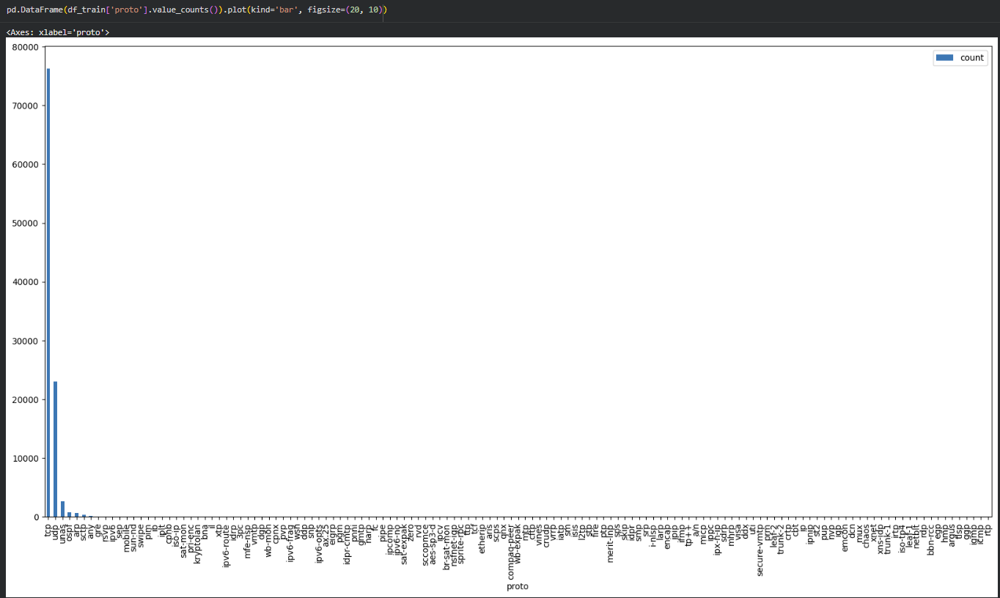 pd.DataFrame(df_train['proto'].value_counts()).plot(kind='bar', figsize=(20, 10))
<Axes: xlabel='proto'>
count
80000
70000
60000
50000
40000
30000
20000
10000
0
tcp
udp
unas
ospf
arp
sctp
any
gre
rsvp
ipv6
sep
mobile
sun-nd
swipe
pim
ib
iplt
cphb
iso-ip
sat-mon
pri-enc
kryptolan
bna
il
xtp
ipv6-route
idrp
3pc
mfe-nsp
vmtp
dgp
wb-mon
cpnx
pvp
ipv6-frag
wsn
ddp
snp
ipv6-opts
ax.25
eigrp
pgm
idp-cmtp
pnni
gmtp
narp
fc
pipe
ipcomp
ipv6-no
sat-expak
zero
rvd
sccopmce
aes-sp3-d
ipcv
br-sat-mon
nsfnet-igp
sprite-rpc
ttp
tcf
etherip
aris
scps
qnx
compaq-peer
wb-expak
mtp
cftp
vines
crudp
vrrp
iatp
sm
isis
l2tp
stp
fire
ptp
merit-inp
sps
skip
idpr
smp
srp
i-nlsp
larp
encap
ifmp
tp++
a/n
micp
ippc
ipx-n-ip
sdrp
mhrp
visa
ddx
uti
secure-vmtp
prm
leaf-2
trunk-2
crtp
cbt
ip
ipnip
st2
pup
nvp
igp
emcon
dcn
mux
chaos
xnet
xns-idp
trunk-1
irtp
iso-tp4
leaf-1
netblt
rdp
bbn-rcc
egp
hmp
argus
tlsp
ggp
igmp
icmp
rtp
proto